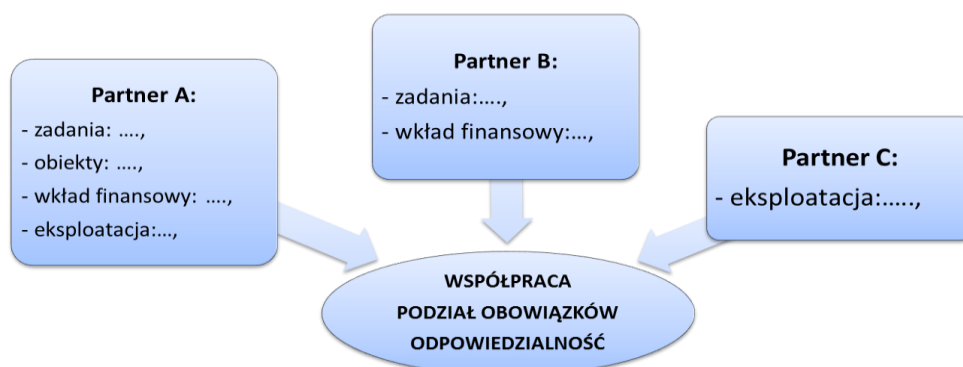 Partner A:
- zadania: ....,
- obiekty: ....,
- wkład finansowy: ....,
- eksploatacja:...,
Partner B:
- zadania:....,
- wkład finansowy:...,
Partner C:
- eksploatacja:.....,
WSPÓŁPRACA
PODZIAŁ OBOWIĄZKÓW
ODPOWIEDZIALNOŚĆ